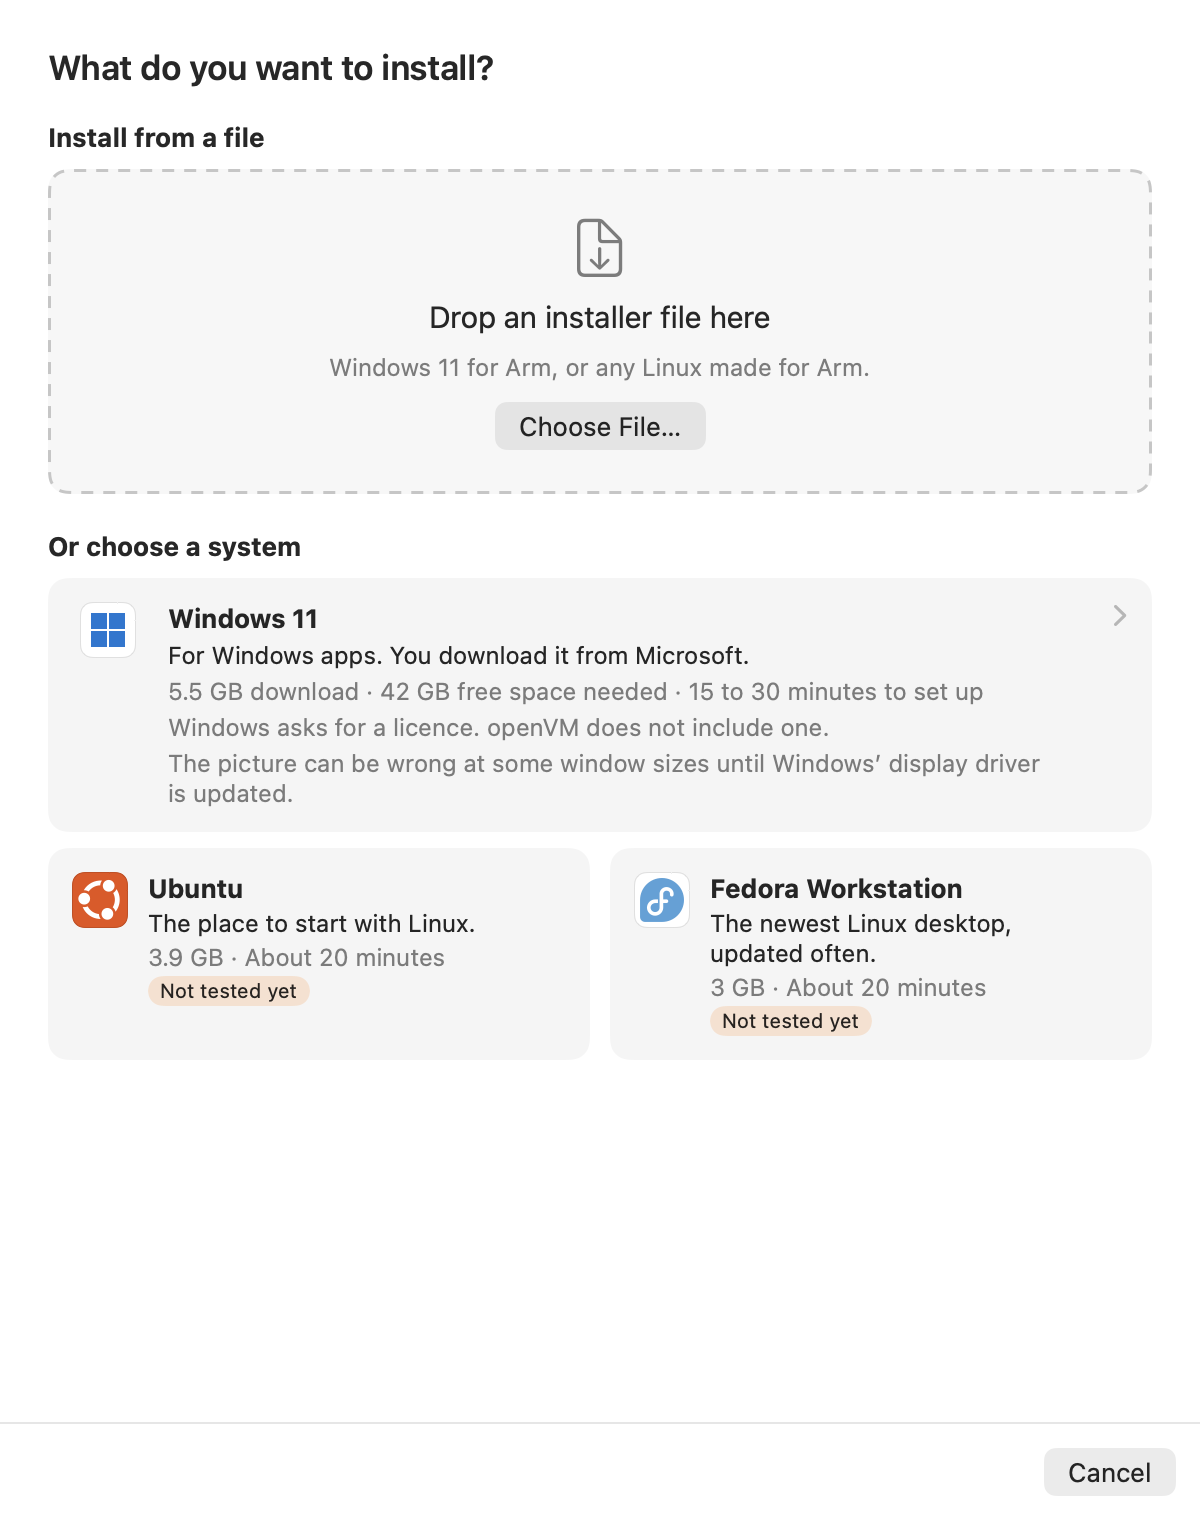 What do you want to install?
Install from a file
Drop an installer file here
Windows 11 for Arm, or any Linux made for Arm.
Choose File...
Or choose a system
Windows 11
For Windows apps. You download it from Microsoft.
5.5 GB download · 42 GB free space needed · 15 to 30 minutes to set up
Windows asks for a licence. openVM does not include one.
The picture can be wrong at some window sizes until Windows’ display driver
is updated.
Ubuntu
The place to start with Linux.
3.9 GB · About 20 minutes
Not tested yet
Fedora Workstation
The newest Linux desktop,
updated often.
3 GB · About 20 minutes
Not tested yet
Cancel